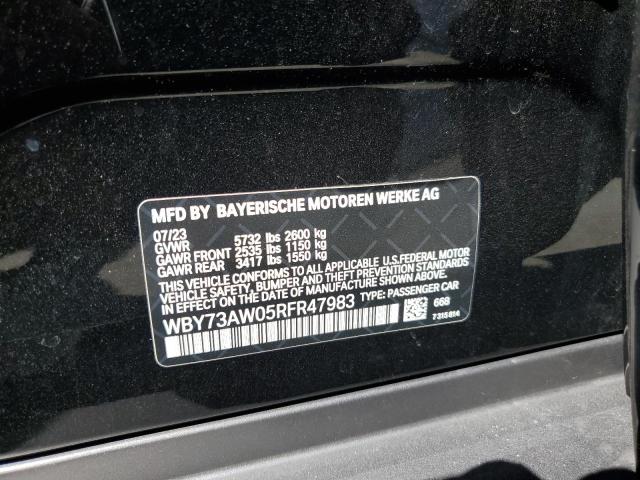 MFD BY BAYERISCHE MOTOREN WERKE AG
07/23
GVWR 5732 lbs 2600 kg
GAWR FRONT 2535 lbs 1150 kg
GAWR REAR 3417 lbs 1550 kg
THIS VEHICLE CONFORMS TO ALL APPLICABLE U.S.FEDERAL MOTOR
VEHICLE SAFETY, BUMPER AND THEFT PREVENTION STANDARDS
IN EFFECT ON THE DATE OF MANUFACTURE SHOWN ABOVE.
WBY73AW05RFR47983 TYPE: PASSENGER CAR
668
7315814